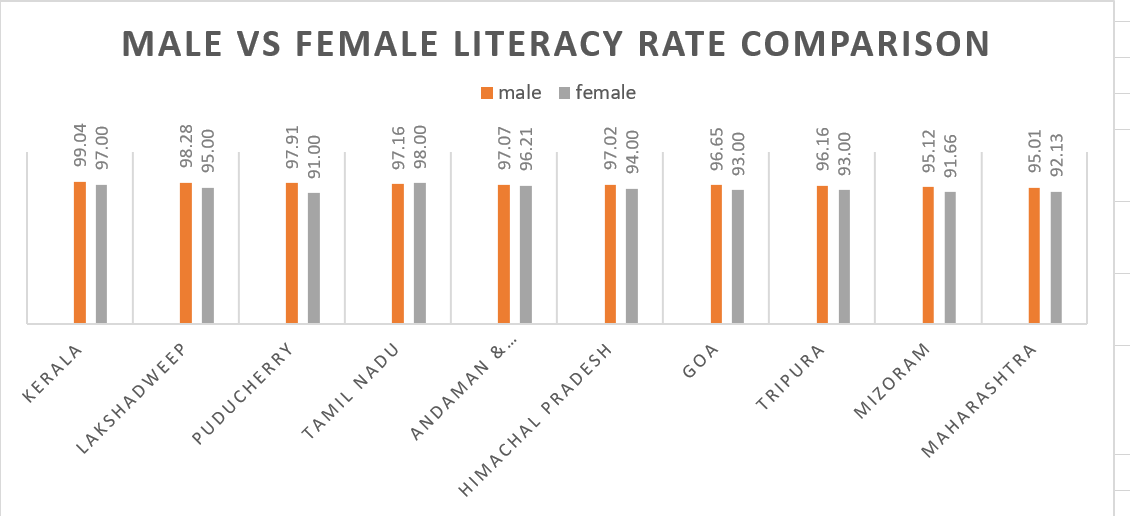 MALE VS FEMALE LITERACY RATE COMPARISON
male female
99.04 97.00 98.28 95.00 97.91 91.00 97.16 98.00 97.07 96.21 97.02 94.00 96.65 93.00 96.16 93.00 95.12 91.66 95.01 92.13
KERALA
LAKSHADWEEP
PUDUCHERRY
TAMIL NADU
ANDAMAN &...
HIMACHAL PRADESH
GOA
TRIPURA
MIZORAM
MAHARASHTRA